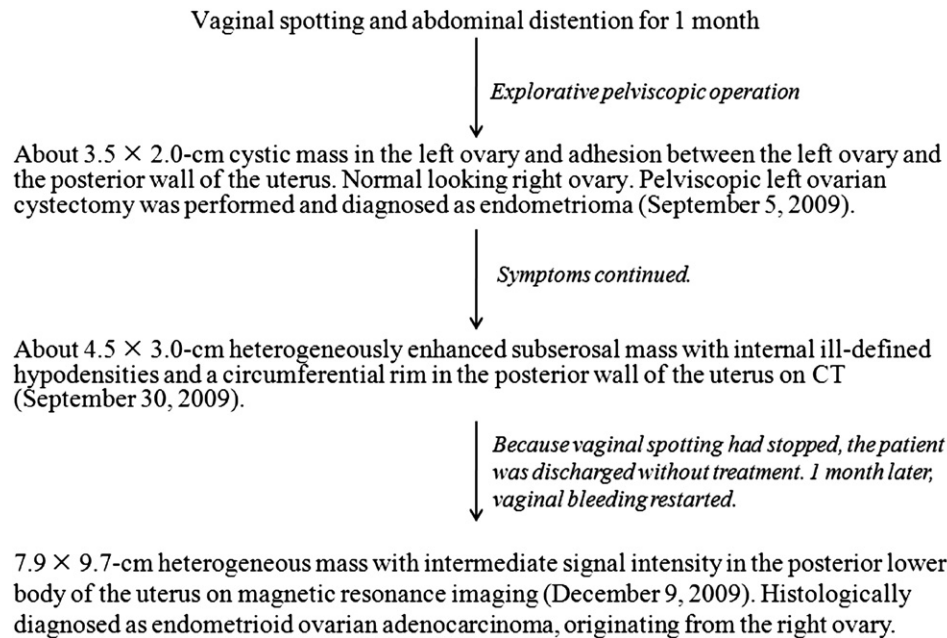 Vaginal spotting and abdominal distention for 1 month
Explorative pelviscopic operation
About 3.5 × 2.0-cm cystic mass in the left ovary and adhesion between the left ovary and
the posterior wall of the uterus. Normal looking right ovary. Pelviscopic left ovarian
cystectomy was performed and diagnosed as endometrioma (September 5, 2009).
Symptoms continued.
About 4.5 × 3.0-cm heterogeneously enhanced subserosal mass with internal ill-defined
hypodensities and a circumferential rim in the posterior wall of the uterus on CT
(September 30, 2009).
Because vaginal spotting had stopped, the patient
was discharged without treatment. 1 month later,
vaginal bleeding restarted.
7.9 × 9.7-cm heterogeneous mass with intermediate signal intensity in the posterior lower
body of the uterus on magnetic resonance imaging (December 9, 2009). Histologically
diagnosed as endometrioid ovarian adenocarcinoma, originating from the right ovary.